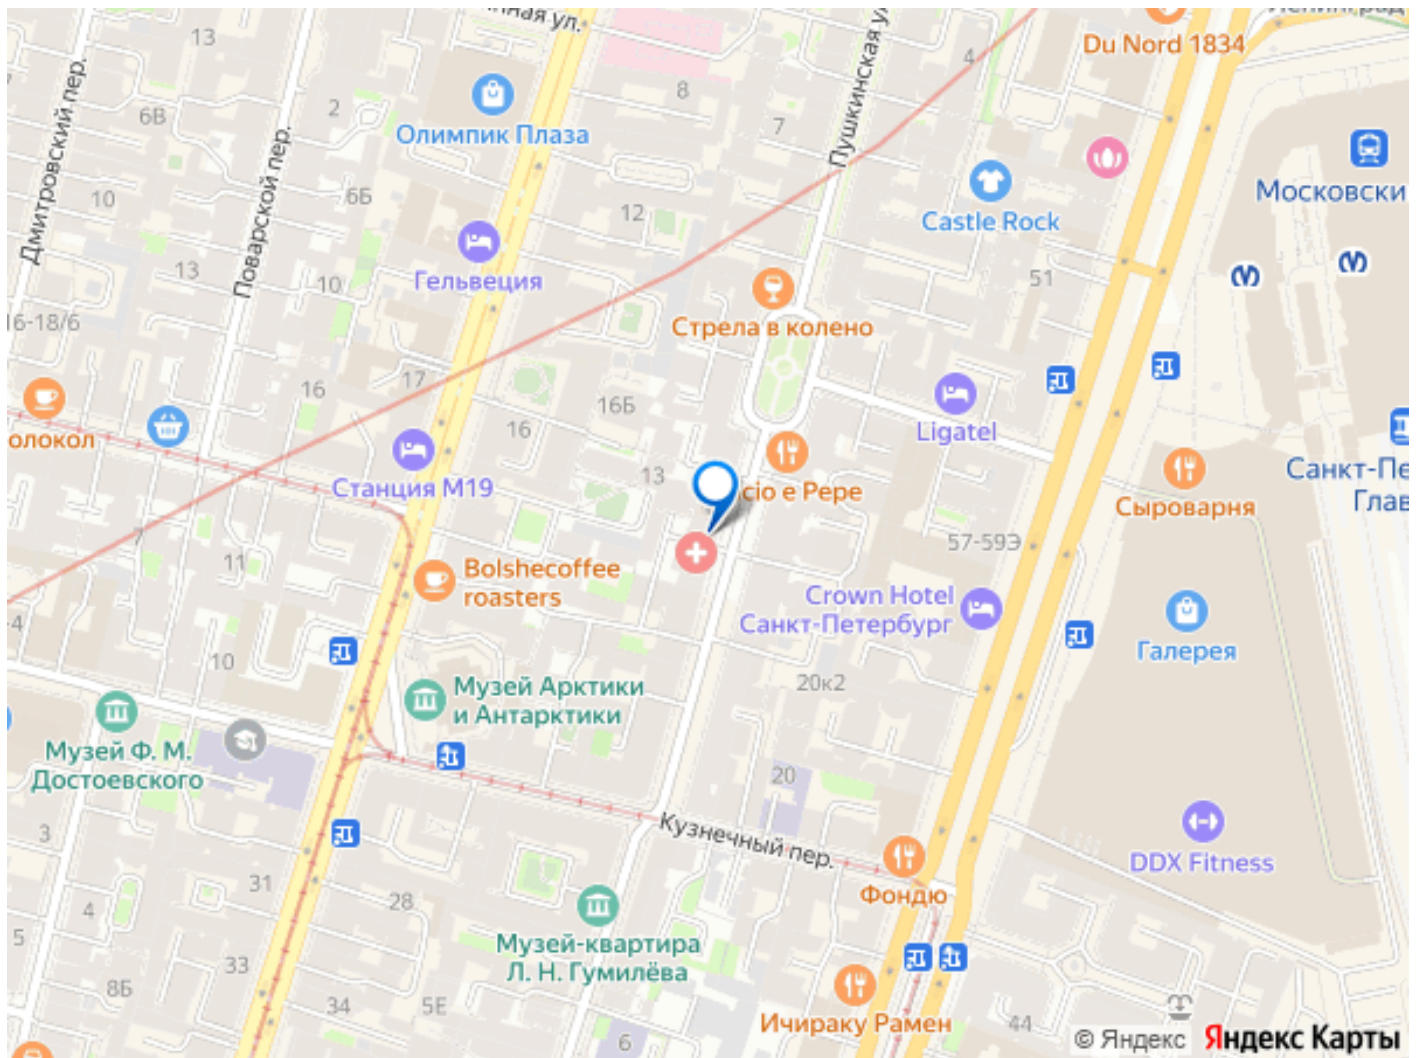 13
Du Nord 1834
4
8
6В
2
Олимпик Плаза
7
Пушкинская ул.
Дмитровский пер.
Поварской пер.
Московски
10
6Б
12
Castle Rock
13
10
Гельвеция
51
16-18/6
Стрела в колено
17
16
16Б
16
Ligatel
олокол
13
Санкт-Пе
Глав
Станция М19
cio e Pepe
Сыроварня
7
11
57-59Э
Bolshecoffee
roasters
Crown Hotel
Санкт-Петербург
-4
Галерея
10
20к2
Музей Арктики
и Антарктики
Музей Ф. М.
Достоевского
20
3
Кузнечный пер.
DDX Fitness
31
28
Фондю
4
5
Музей-квартира
Л. Н. Гумилёва
33
8Б
34
5Е
Ичираку Рамен
44
6
© Яндекс Яндекс Карты